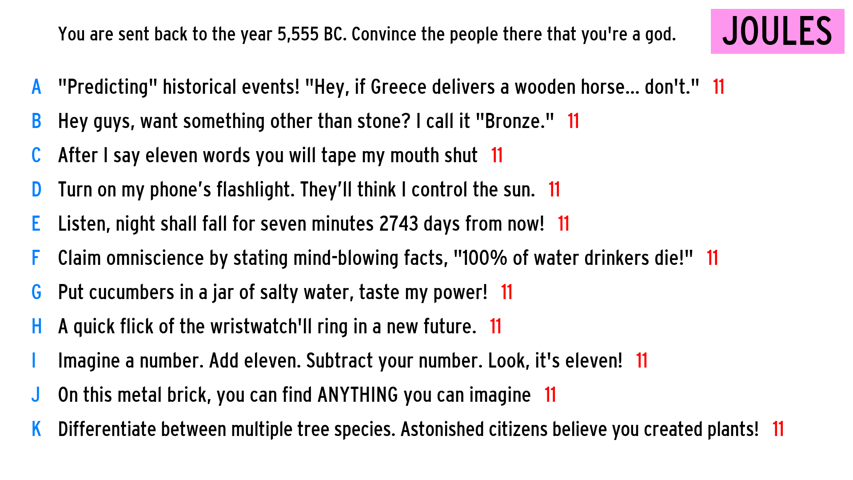 You are sent back to the year 5,555 BC. Convince the people there that you're a god.
JOULES
A "Predicting" historical events! "Hey, if Greece delivers a wooden horse... don't." 11
B Hey guys, want something other than stone? I call it "Bronze." 11
C After I say eleven words you will tape my mouth shut 11
D Turn on my phone's flashlight. They'll think I control the sun. 11
E Listen, night shall fall for seven minutes 2743 days from now! 11
F Claim omniscience by stating mind-blowing facts, "100% of water drinkers die!" 11
G Put cucumbers in a jar of salty water, taste my power! 11
H A quick flick of the wristwatch'll ring in a new future. 11
I Imagine a number. Add eleven. Subtract your number. Look, it's eleven! 11
J On this metal brick, you can find ANYTHING you can imagine 11
K Differentiate between multiple tree species. Astonished citizens believe you created plants! 11